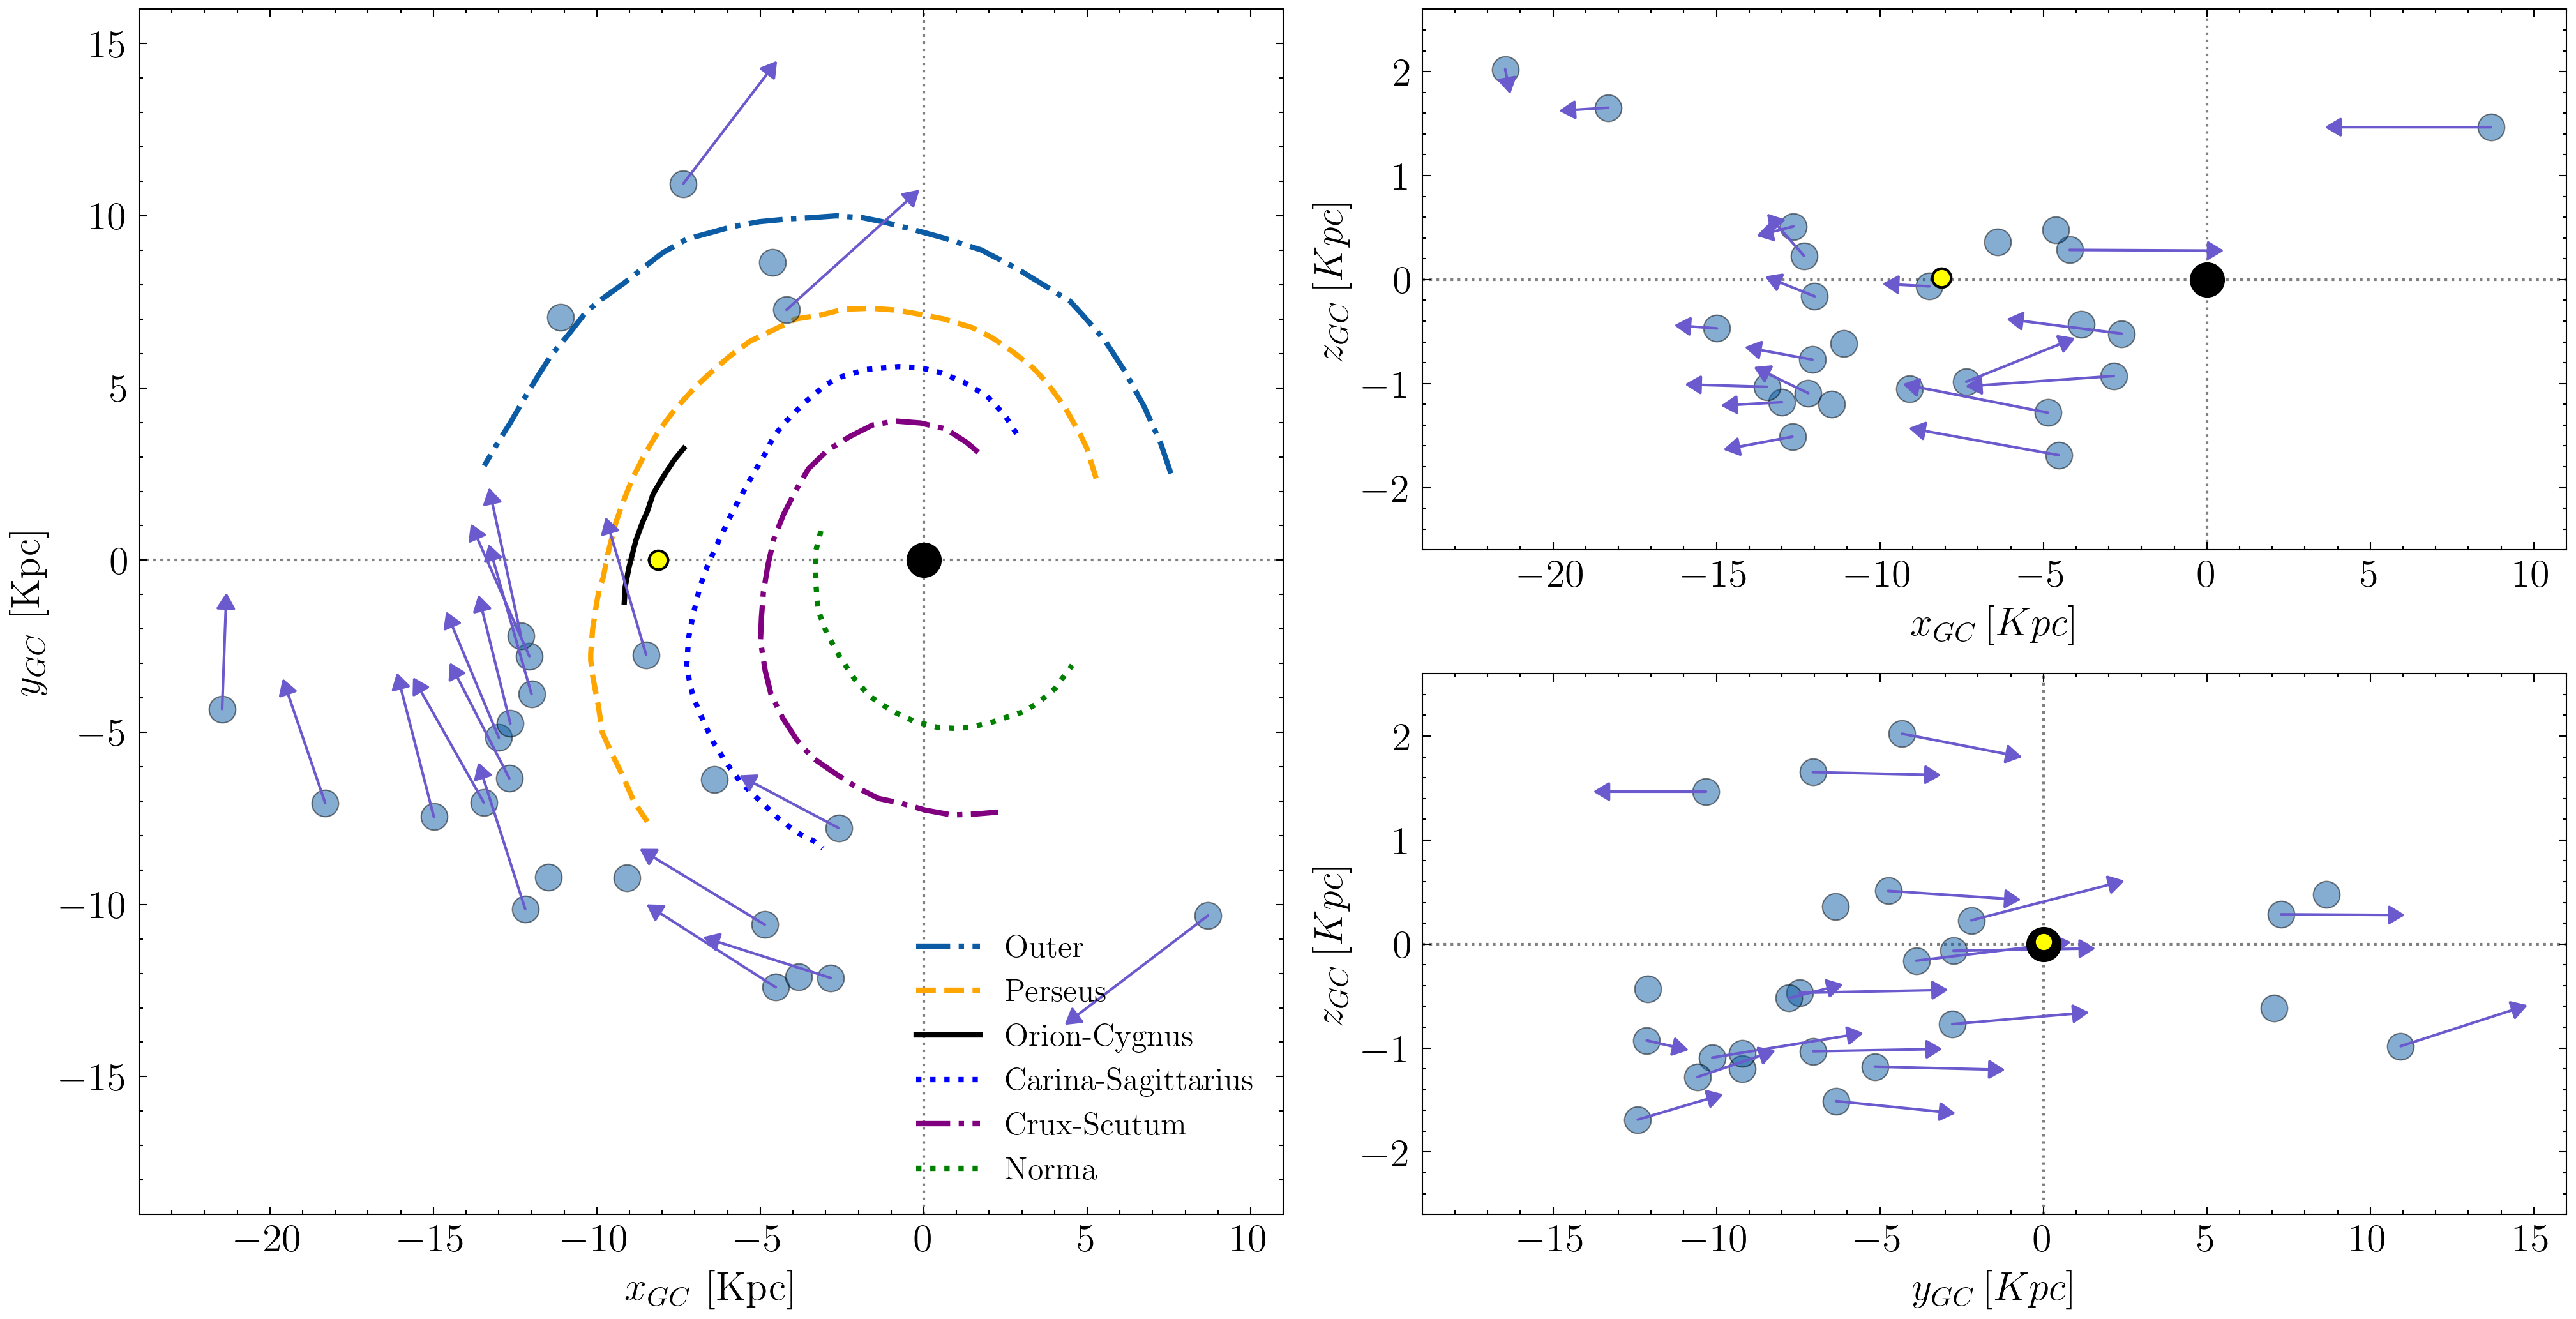 15
10
5
0
−5
−10
−15
y_GC [Kpc]
−20 −15 −10 −5 0 5 10
x_GC [Kpc]
Outer
Perseus
Orion-Cygnus
Carina-Sagittarius
Crux-Scutum
Norma
2
1
0
−1
−2
z_GC [Kpc]
−20 −15 −10 −5 0 5 10
x_GC [Kpc]
2
1
0
−1
−2
z_GC [Kpc]
−15 −10 −5 0 5 10 15
y_GC [Kpc]